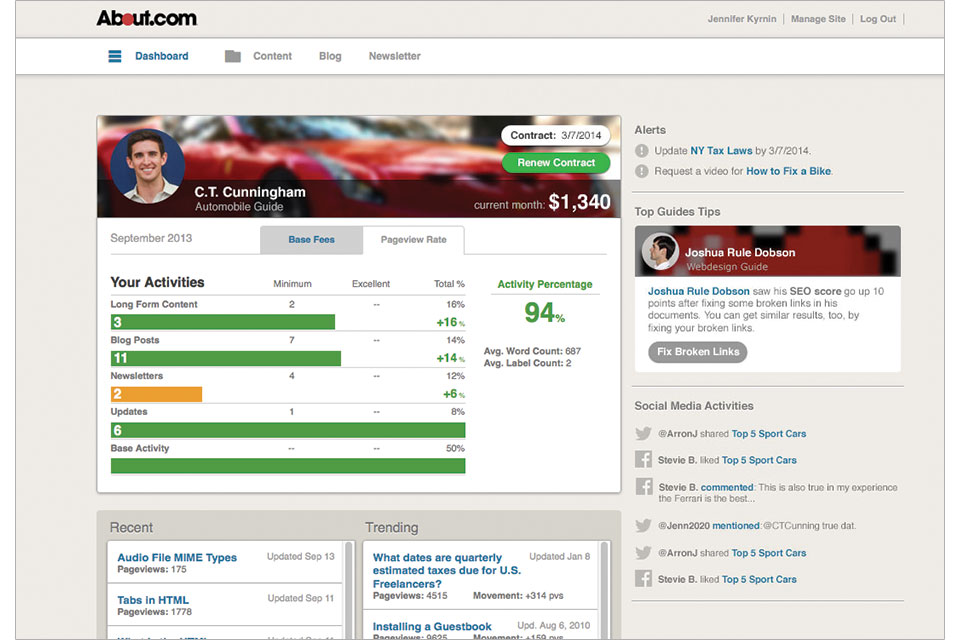 About.com
Jennifer Kyrnin | Manage Site | Log Out |
Dashboard Content Blog Newsletter
Contract: 3/7/2014
Renew Contract
C.T. Cunningham
Automobile Guide
current month: $1,340
September 2013 Base Fees Pageview Rate
Your Activities Minimum Excellent Total %
Long Form Content 2 -- 16%
3 +16 %
Blog Posts 7 -- 14%
11 +14 %
Newsletters 4 -- 12%
2 +6 %
Updates 1 -- 8%
6
Base Activity -- -- 50%
Activity Percentage
94%
Avg. Word Count: 687
Avg. Label Count: 2
Alerts
Update NY Tax Laws by 3/7/2014.
Request a video for How to Fix a Bike.
Top Guides Tips
Joshua Rule Dobson
Webdesign Guide
Joshua Rule Dobson saw his SEO score go up 10
points after fixing some broken links in his
documents. You can get similar results, too, by
fixing your broken links.
Fix Broken Links
Social Media Activities
@ArronJ shared Top 5 Sport Cars
Stevie B. liked Top 5 Sport Cars
Stevie B. commented: This is also true in my experience
the Ferrari is the best...
@Jenn2020 mentioned: @CTCunning true dat.
@ArronJ shared Top 5 Sport Cars
Stevie B. liked Top 5 Sport Cars
Recent
Audio File MIME Types Updated Sep 13
Pageviews: 175
Tabs in HTML Updated Sep 11
Pageviews: 1778
Trending
What dates are quarterly Updated Jan 8
estimated taxes due for U.S.
Freelancers?
Pageviews: 4515 Movement: +314 pvs
Installing a Guestbook Upd. Aug 6, 2010
Pageviews: 9625 Movement: +159 pvs